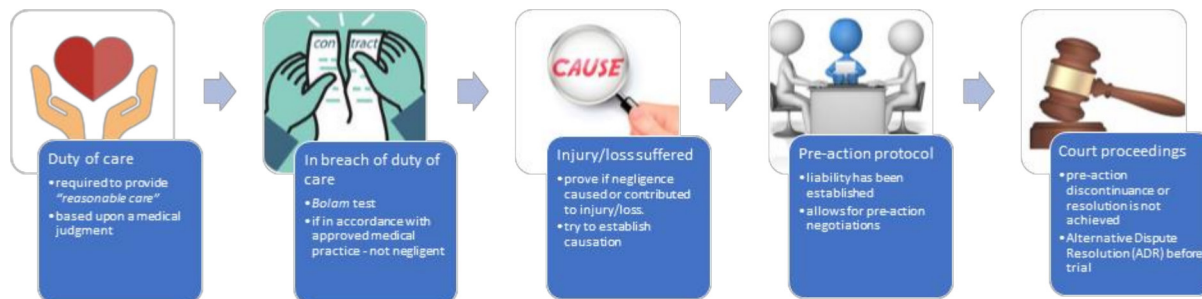 Duty of care
• required to provide
"reasonable care"
• based upon a medical
judgment
con tract
In breach of duty of
care
• Bolam test
• if in accordance with
approved medical
practice - not negligent
CAUSE
Injury/loss suffered
• prove if negligence
caused or contributed
to injury/loss.
• try to establish
causation
Pre-action protocol
• liability has been
established
• allows for pre-action
negotiations
Court proceedings
• pre-action
discontinuance or
resolution is not
achieved
• Alternative Dispute
Resolution (ADR) before
trial